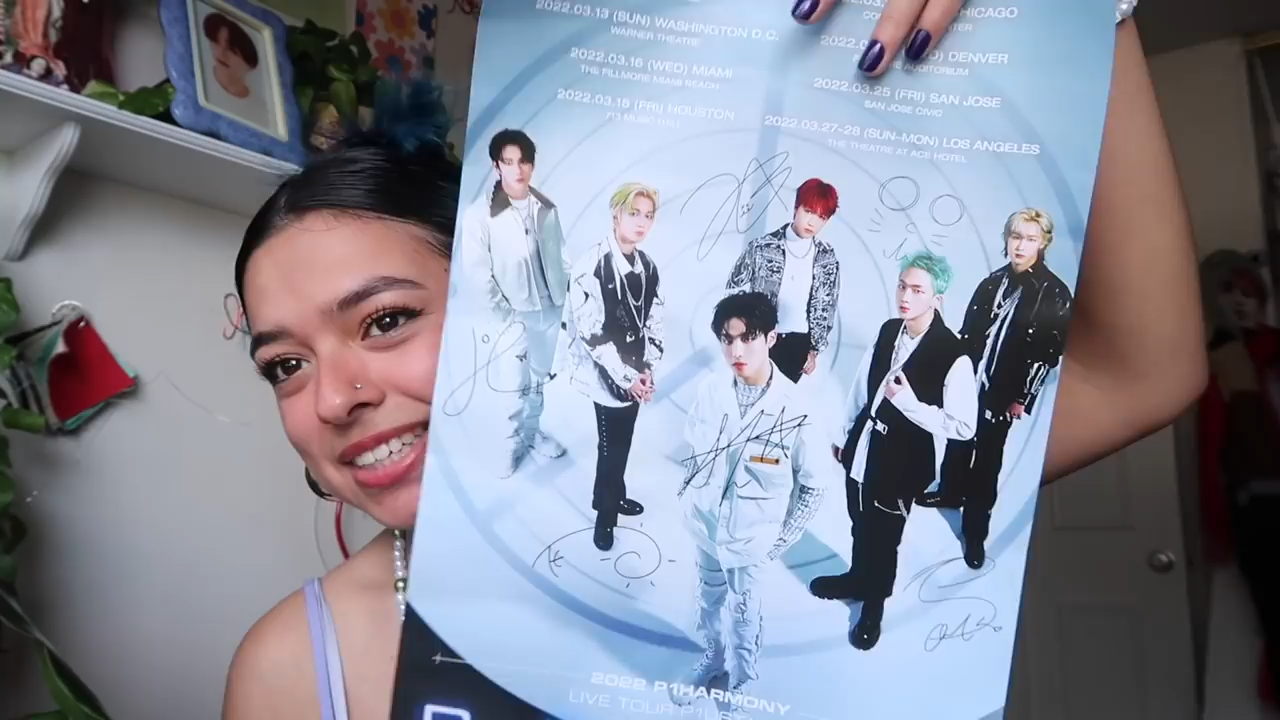 2022.03.13 (SUN) WASHINGTON D.C.
WARNER THEATRE
2022.03.16 (WED) MIAMI
THE FILLMORE MIAMI BEACH
2022.03.18 (FRI) HOUSTON
713 MUSIC HALL
CHICAGO
DENVER
AUDITORIUM
2022.03.25 (FRI) SAN JOSE
SAN JOSE CIVIC
2022.03.27-28 (SUN-MON) LOS ANGELES
THE THEATRE AT ACE HOTEL
2022 P1HARMONY
LIVE TOUR